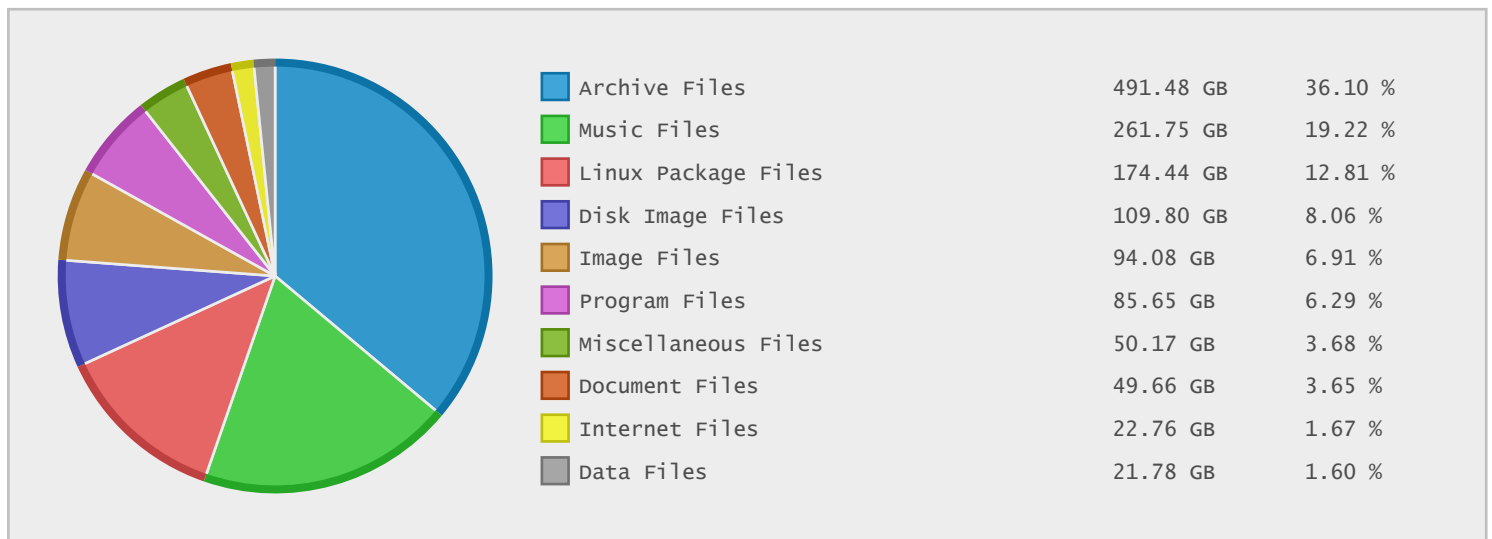 Archive Files 491.48 GB 36.10 %
Music Files 261.75 GB 19.22 %
Linux Package Files 174.44 GB 12.81 %
Disk Image Files 109.80 GB 8.06 %
Image Files 94.08 GB 6.91 %
Program Files 85.65 GB 6.29 %
Miscellaneous Files 50.17 GB 3.68 %
Document Files 49.66 GB 3.65 %
Internet Files 22.76 GB 1.67 %
Data Files 21.78 GB 1.60 %